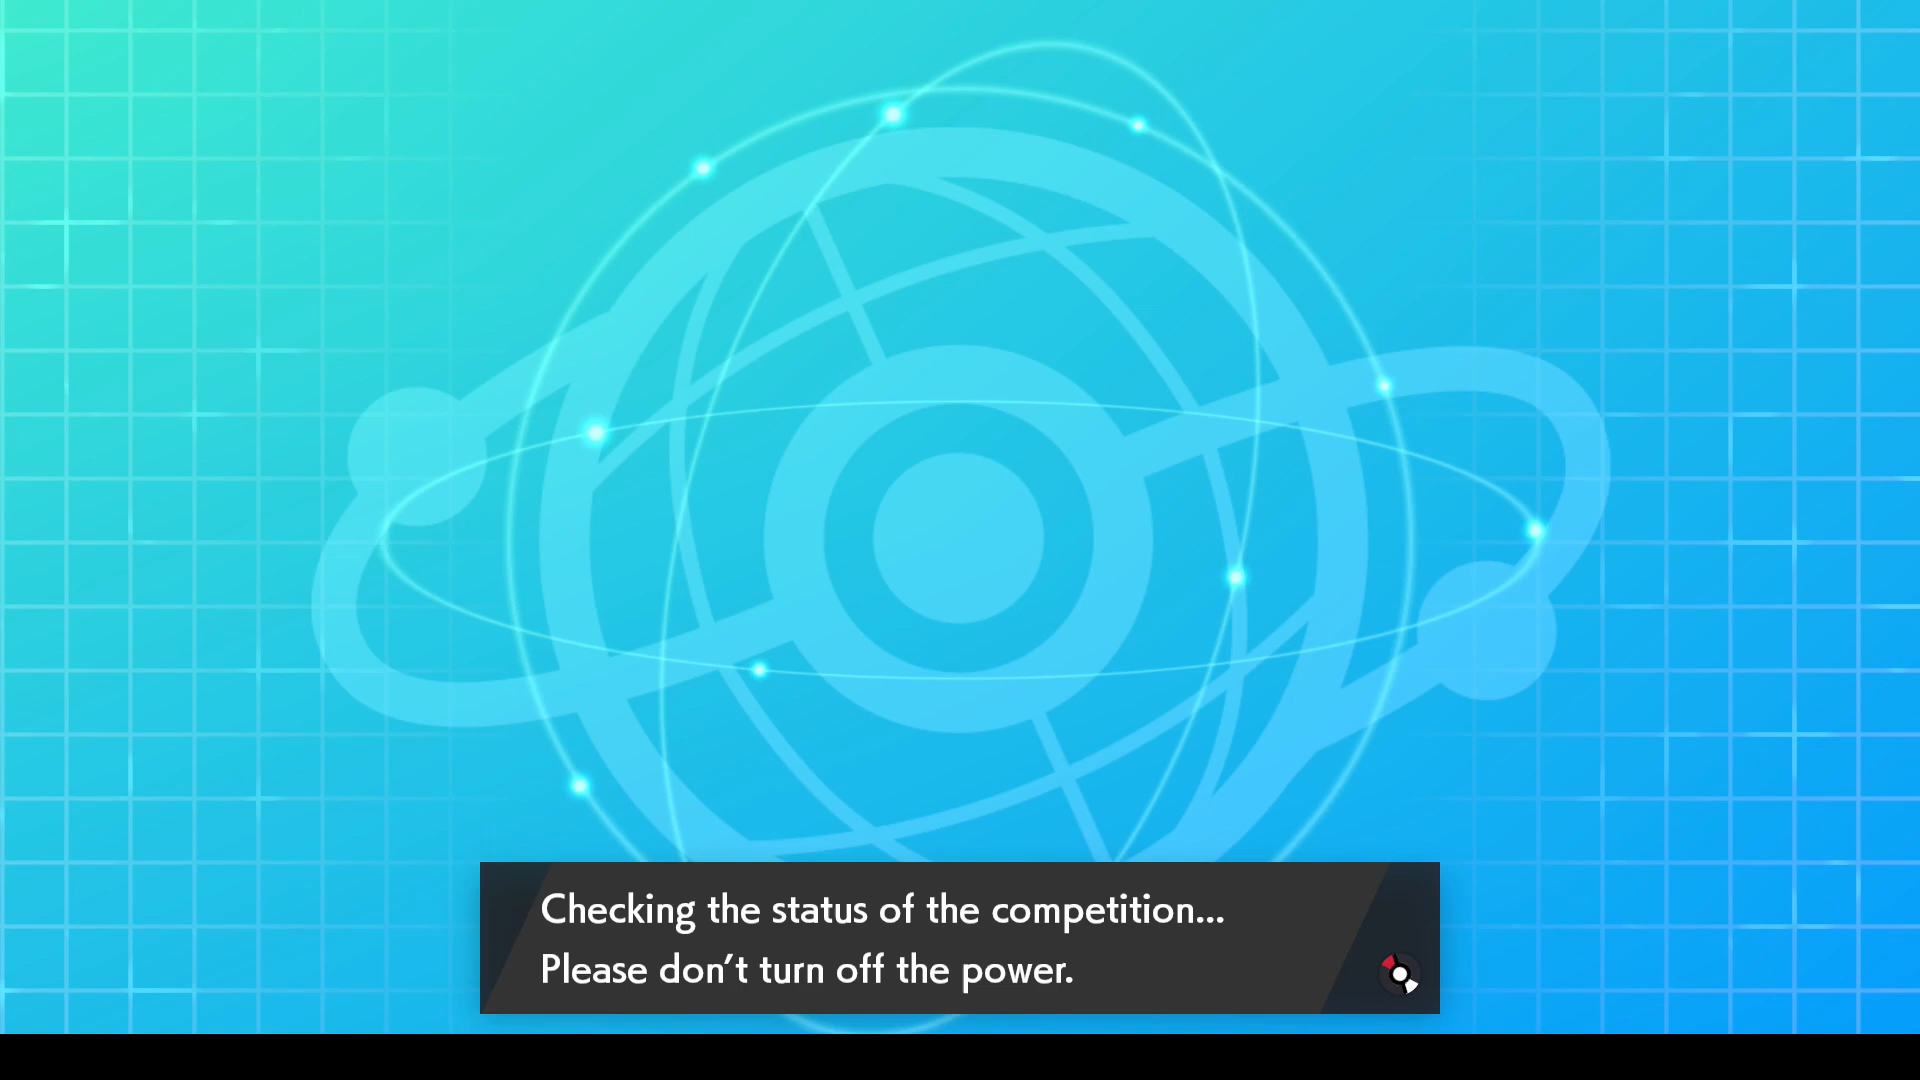 Checking the status of the competition...
Please don't turn off the power.